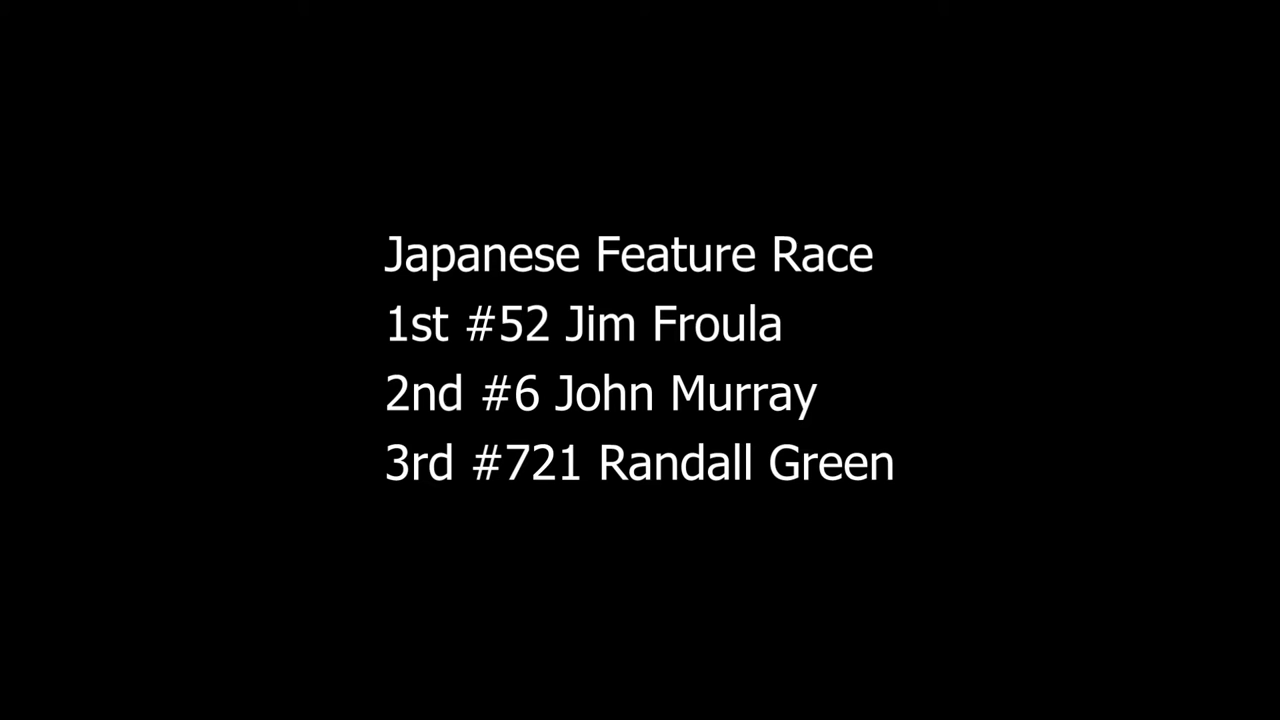 Japanese Feature Race
1st #52 Jim Froula
2nd #6 John Murray
3rd #721 Randall Green